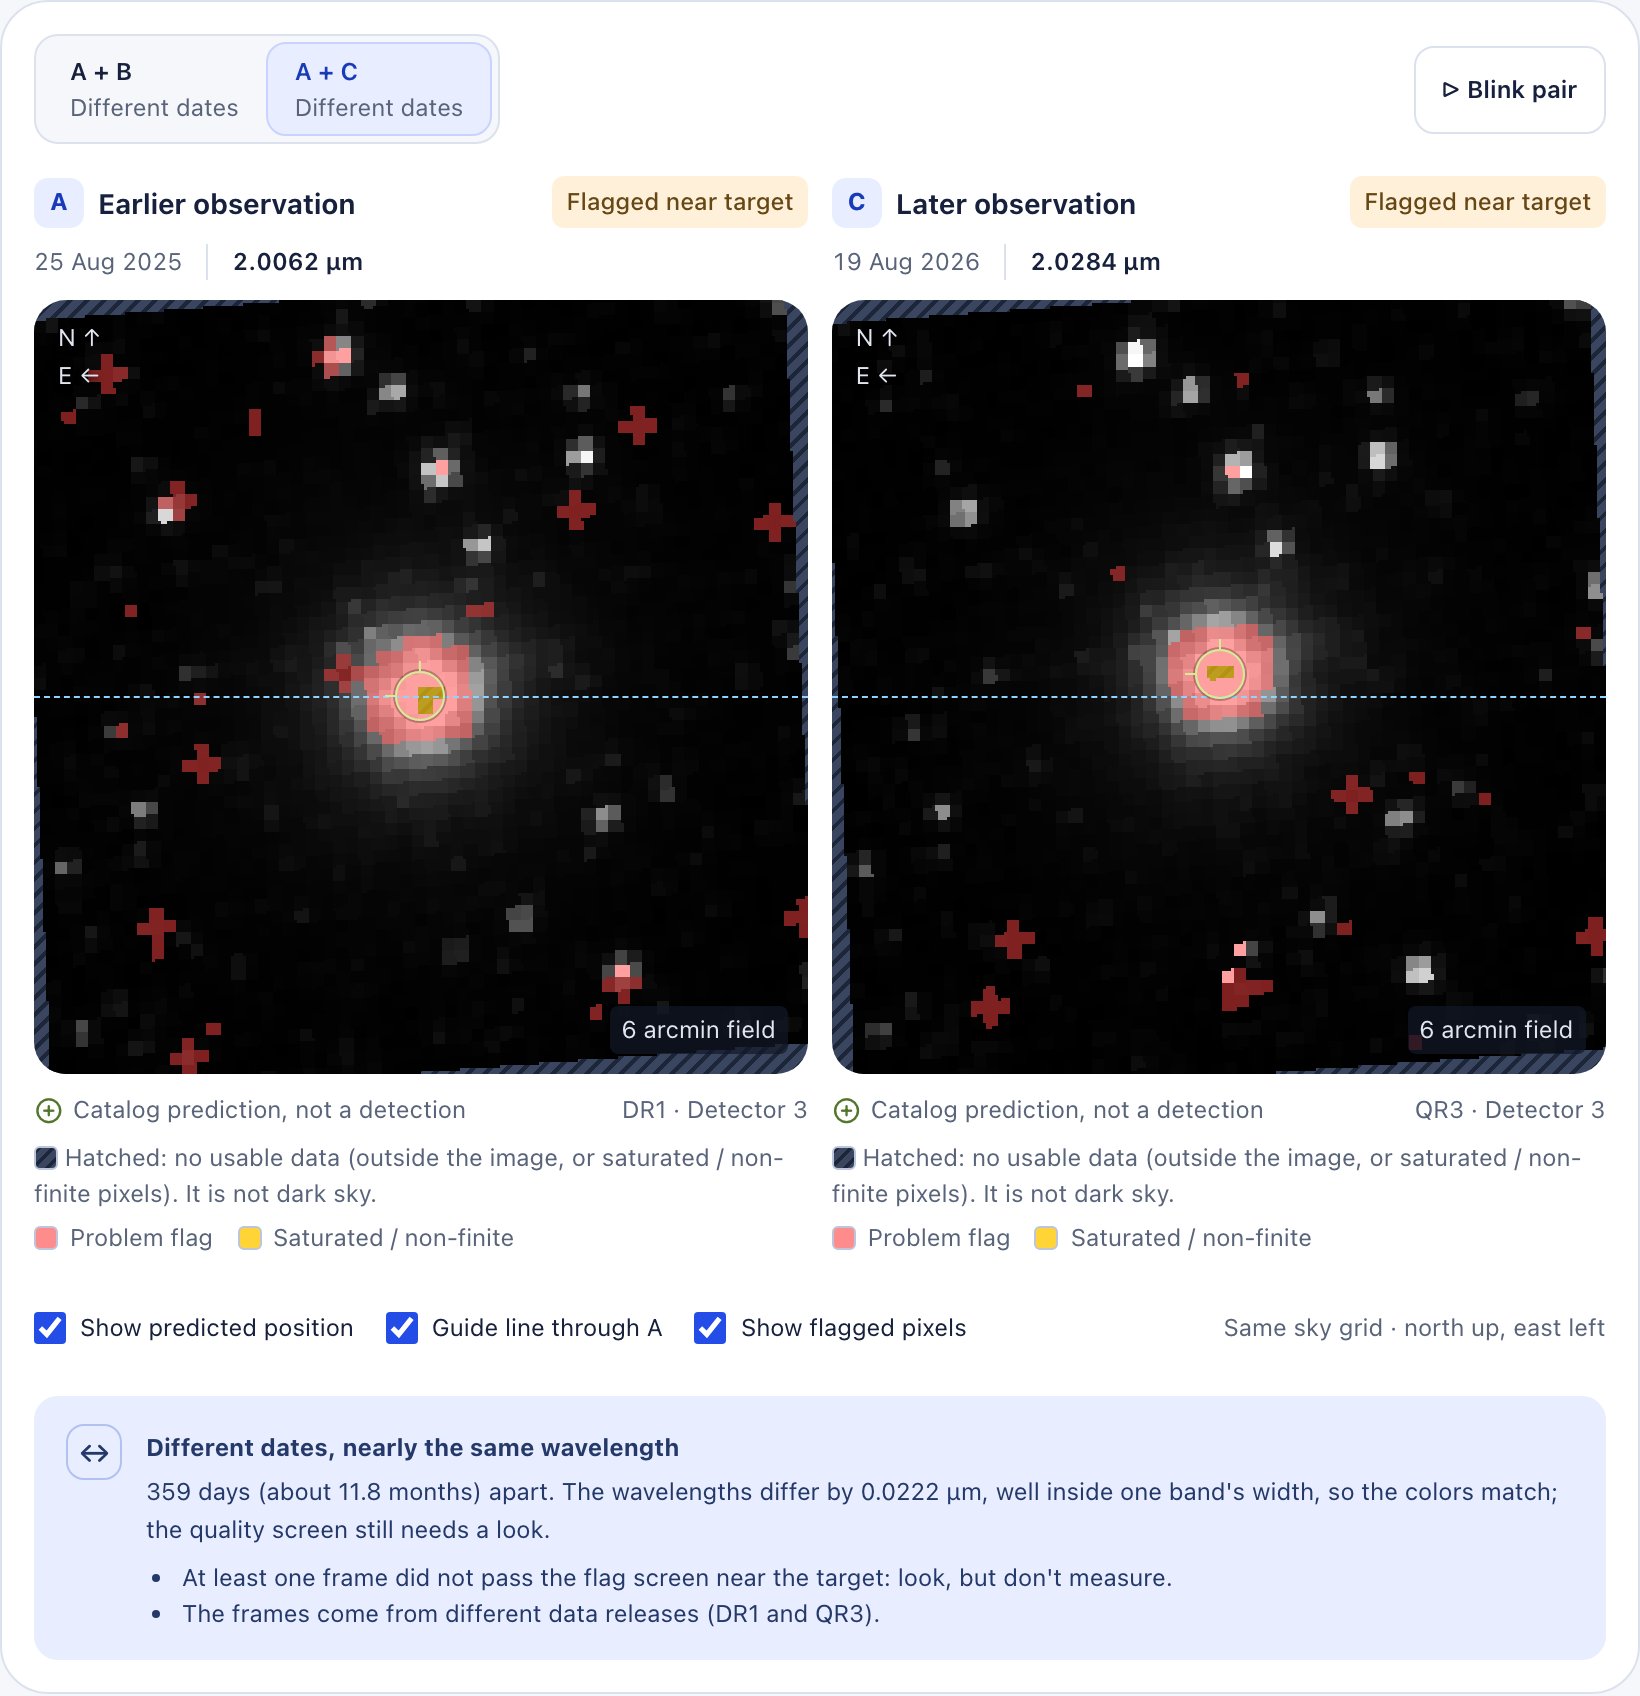 A + B
Different dates
A + C
Different dates
Blink pair
A
Earlier observation
Flagged near target
25 Aug 2025
2.0062 μm
C
Later observation
Flagged near target
19 Aug 2026
2.0284 μm
N ↑
E ←
6 arcmin field
N ↑
E ←
6 arcmin field
Catalog prediction, not a detection
DR1 · Detector 3
Hatched: no usable data (outside the image, or saturated / non-
finite pixels). It is not dark sky.
Problem flag
Saturated / non-finite
Catalog prediction, not a detection
QR3 · Detector 3
Hatched: no usable data (outside the image, or saturated / non-
finite pixels). It is not dark sky.
Problem flag
Saturated / non-finite
Show predicted position
Guide line through A
Show flagged pixels
Same sky grid · north up, east left
Different dates, nearly the same wavelength
359 days (about 11.8 months) apart. The wavelengths differ by 0.0222 μm, well inside one band's width, so the colors match;
the quality screen still needs a look.
• At least one frame did not pass the flag screen near the target: look, but don't measure.
• The frames come from different data releases (DR1 and QR3).